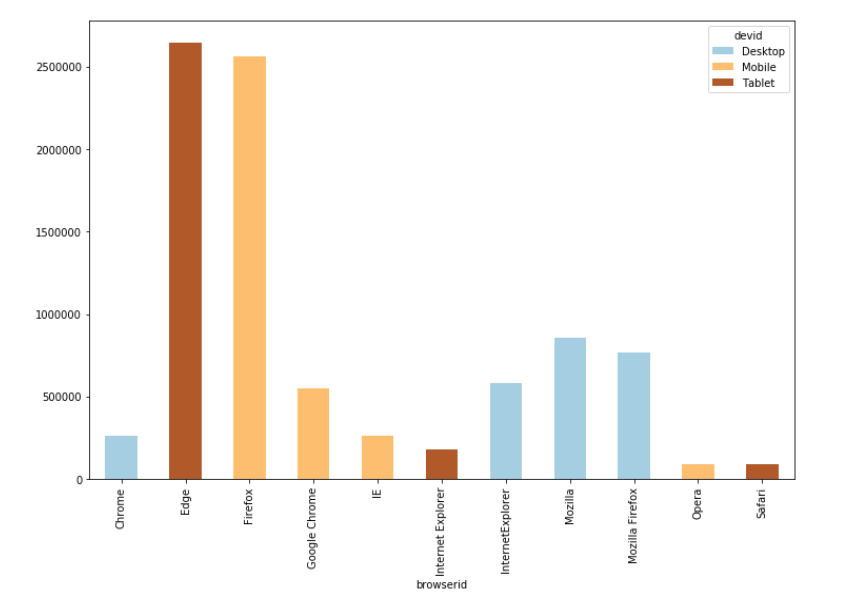 devid
Desktop
Mobile
Tablet
2500000
2000000
1500000
1000000
500000
0
Chrome
Edge
Firefox
Google Chrome
IE
Internet Explorer
InternetExplorer
Mozilla
Mozilla Firefox
Opera
Safari
browserid